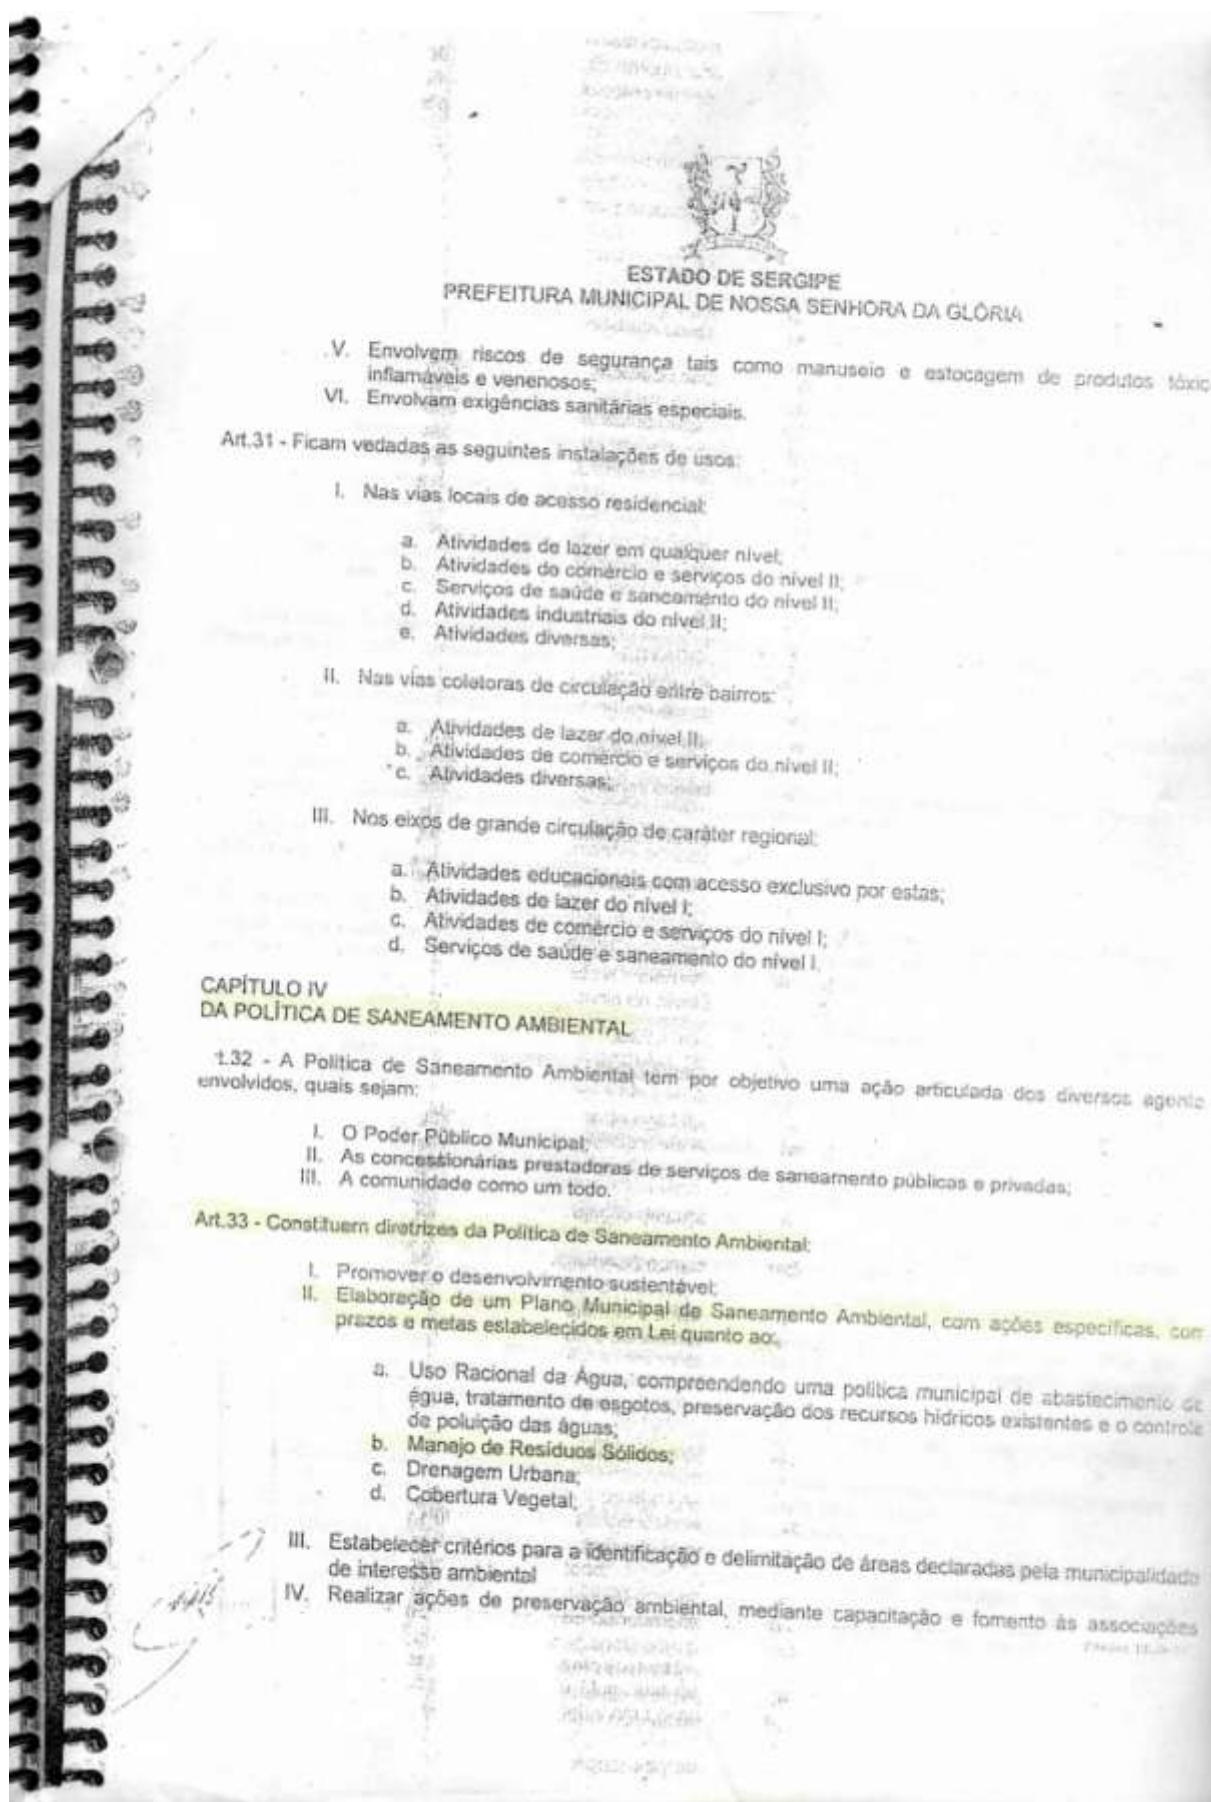 ESTADO DE SERGIPE
PREFEITURA MUNICIPAL DE NOSSA SENHORA DA GLÓRIA
V. Envolvem riscos de segurança tais como manuseio e estocagem de produtos tóxic
inflamáveis e venenosos;
VI. Envolvam exigências sanitárias especiais.
Art.31 - Ficam vedadas as seguintes instalações de usos:
I. Nas vias locais de acesso residencial:
a. Atividades de lazer em qualquer nível;
b. Atividades de comércio e serviços do nível II;
c. Serviços de saúde e saneamento do nível II;
d. Atividades industriais do nível II;
e. Atividades diversas;
II. Nas vias coletoras de circulação entre bairros:
a. Atividades de lazer do nível II;
b. Atividades de comércio e serviços do nível II;
c. Atividades diversas;
III. Nos eixos de grande circulação de caráter regional:
a. Atividades educacionais com acesso exclusivo por estas;
b. Atividades de lazer do nível I;
c. Atividades de comércio e serviços do nível I;
d. Serviços de saúde e saneamento do nível I.
CAPÍTULO IV
DA POLÍTICA DE SANEAMENTO AMBIENTAL
t.32 - A Política de Saneamento Ambiental tem por objetivo uma ação articulada dos diversos agente
envolvidos, quais sejam:
I. O Poder Público Municipal;
II. As concessionárias prestadoras de serviços de saneamento públicas e privadas;
III. A comunidade como um todo.
Art.33 - Constituem diretrizes da Política de Saneamento Ambiental:
I. Promover o desenvolvimento sustentável;
II. Elaboração de um Plano Municipal de Saneamento Ambiental, com ações específicas, com
prazos e metas estabelecidos em Lei quanto ao:
a. Uso Racional da Água, compreendendo uma política municipal de abastecimento de
água, tratamento de esgotos, preservação dos recursos hídricos existentes e o controle
de poluição das águas;
b. Manejo de Resíduos Sólidos;
c. Drenagem Urbana;
d. Cobertura Vegetal;
III. Estabelecer critérios para a identificação e delimitação de áreas declaradas pela municipalidade
de interesse ambiental
IV. Realizar ações de preservação ambiental, mediante capacitação e fomento às associações